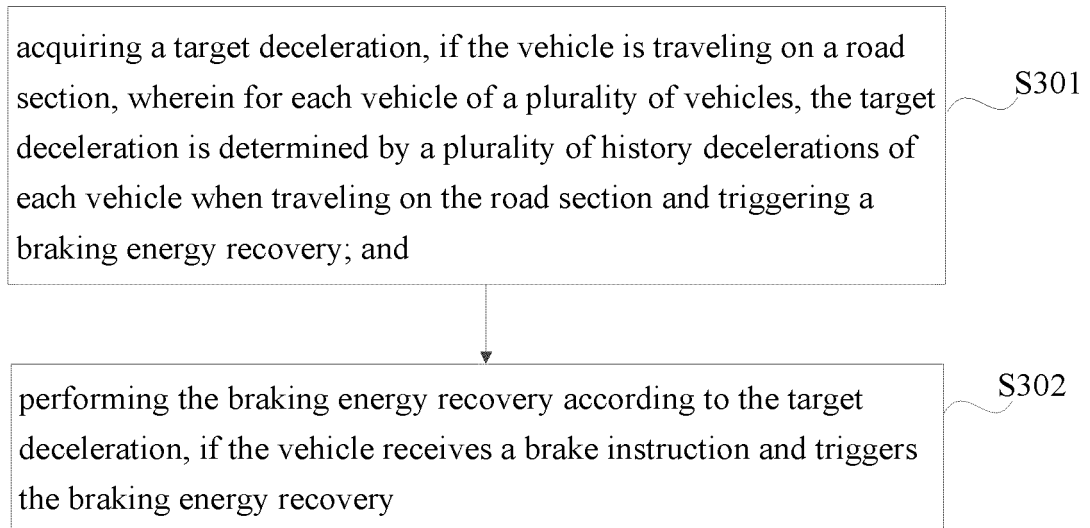 acquiring a target deceleration, if the vehicle is traveling on a road
section, wherein for each vehicle of a plurality of vehicles, the target
deceleration is determined by a plurality of history decelerations of
each vehicle when traveling on the road section and triggering a
braking energy recovery; and
S301
performing the braking energy recovery according to the target
deceleration, if the vehicle receives a brake instruction and triggers
the braking energy recovery
S302